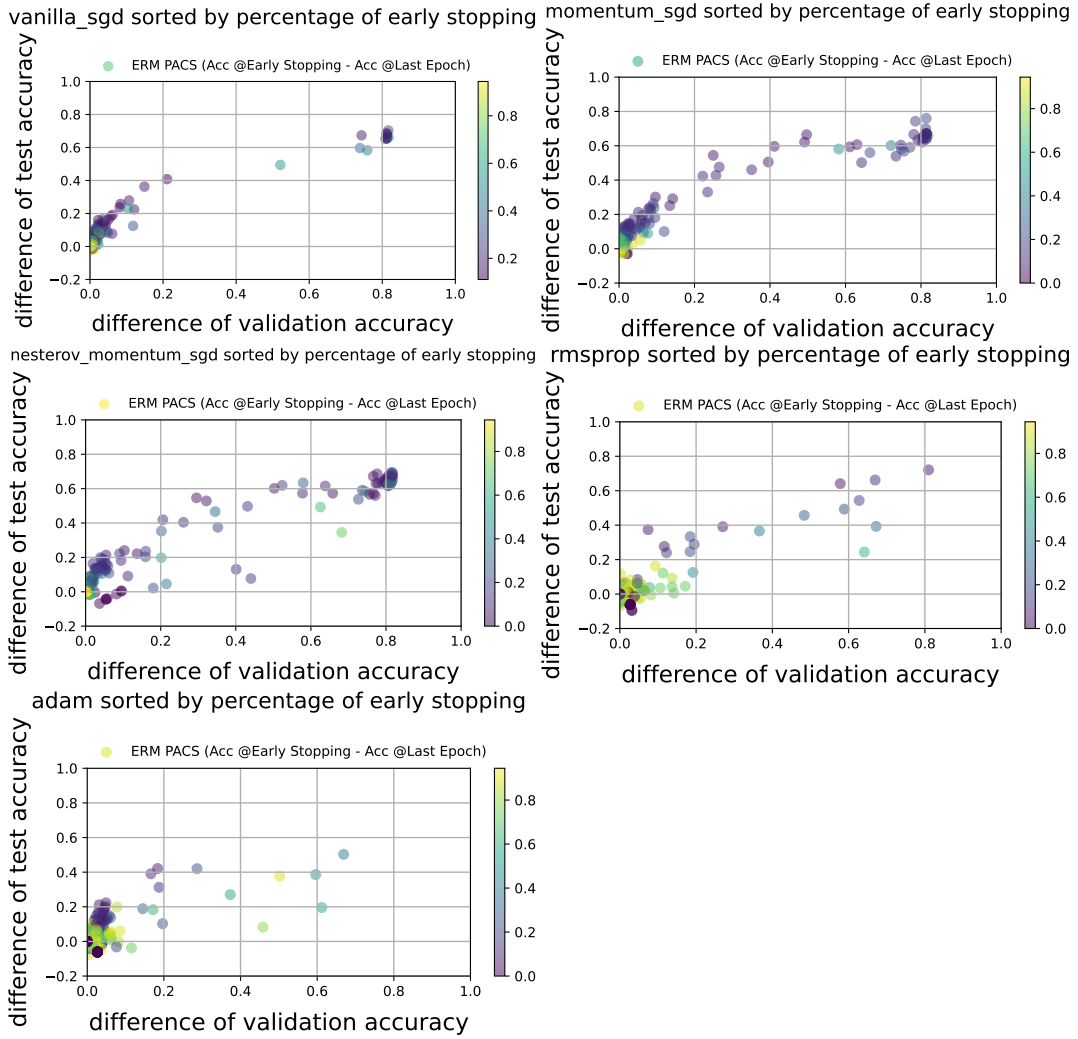 vanilla_sgd sorted by percentage of early stopping
ERM PACS (Acc @Early Stopping - Acc @Last Epoch)
difference of test accuracy
1.0
0.8
0.6
0.4
0.2
0.0
−0.2
0.0 0.2 0.4 0.6 0.8 1.0
difference of validation accuracy
0.8
0.6
0.4
0.2
momentum_sgd sorted by percentage of early stopping
ERM PACS (Acc @Early Stopping - Acc @Last Epoch)
difference of test accuracy
1.0
0.8
0.6
0.4
0.2
0.0
−0.2
0.0 0.2 0.4 0.6 0.8 1.0
difference of validation accuracy
0.8
0.6
0.4
0.2
0.0
nesterov_momentum_sgd sorted by percentage of early stopping
ERM PACS (Acc @Early Stopping - Acc @Last Epoch)
difference of test accuracy
1.0
0.8
0.6
0.4
0.2
0.0
−0.2
0.0 0.2 0.4 0.6 0.8 1.0
difference of validation accuracy
0.8
0.6
0.4
0.2
0.0
rmsprop sorted by percentage of early stopping
ERM PACS (Acc @Early Stopping - Acc @Last Epoch)
difference of test accuracy
1.0
0.8
0.6
0.4
0.2
0.0
−0.2
0.0 0.2 0.4 0.6 0.8 1.0
difference of validation accuracy
0.8
0.6
0.4
0.2
0.0
adam sorted by percentage of early stopping
ERM PACS (Acc @Early Stopping - Acc @Last Epoch)
difference of test accuracy
1.0
0.8
0.6
0.4
0.2
0.0
−0.2
0.0 0.2 0.4 0.6 0.8 1.0
difference of validation accuracy
0.8
0.6
0.4
0.2
0.0